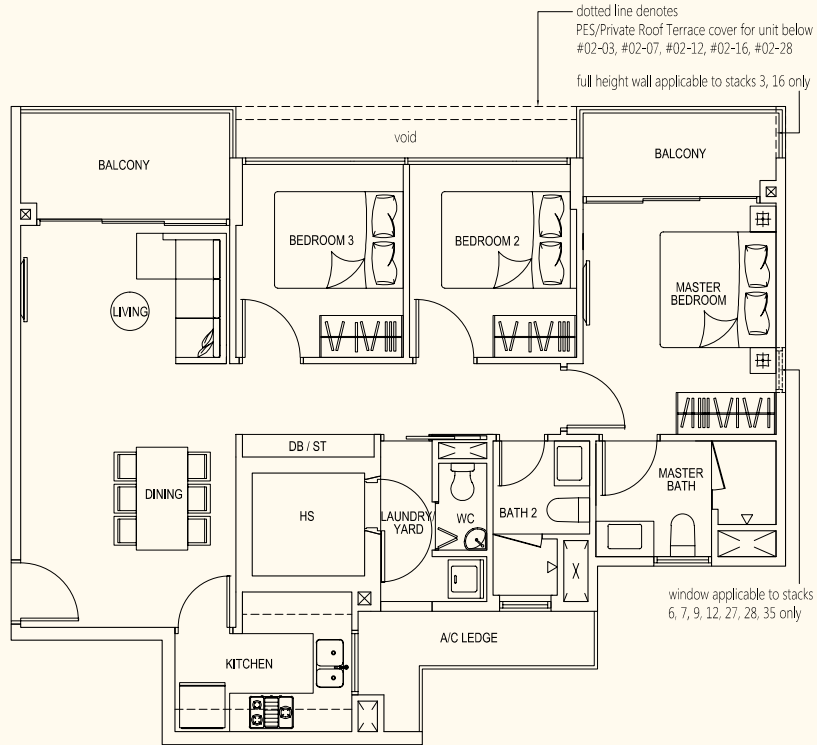 dotted line denotes
PES/Private Roof Terrace cover for unit below
#02-03, #02-07, #02-12, #02-16, #02-28
full height wall applicable to stacks 3, 16 only
void
BALCONY
BALCONY
BEDROOM 3
BEDROOM 2
MASTER
BEDROOM
LIVING
DB / ST
DINING
HS
LAUNDRY/
YARD
WC
BATH 2
MASTER
BATH
window applicable to stacks
6, 7, 9, 12, 27, 28, 35 only
A/C LEDGE
KITCHEN